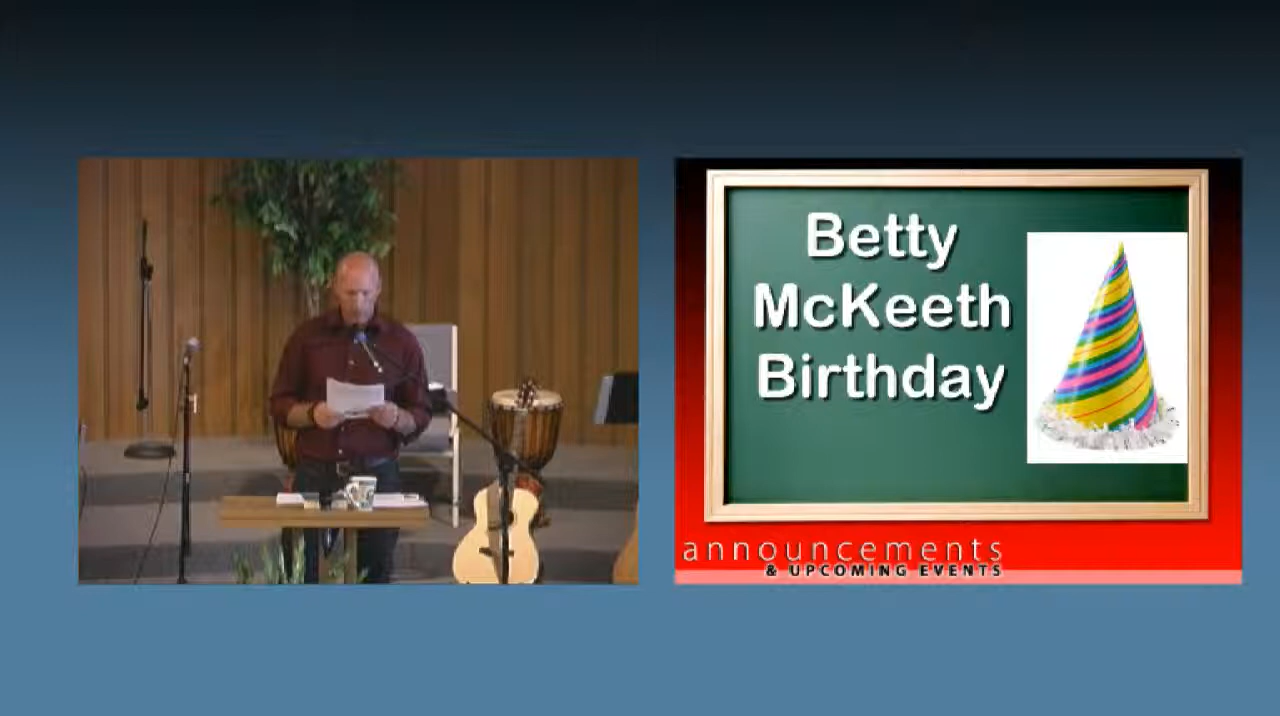 Betty
McKeeth
Birthday
announcements
& UPCOMING EVENTS